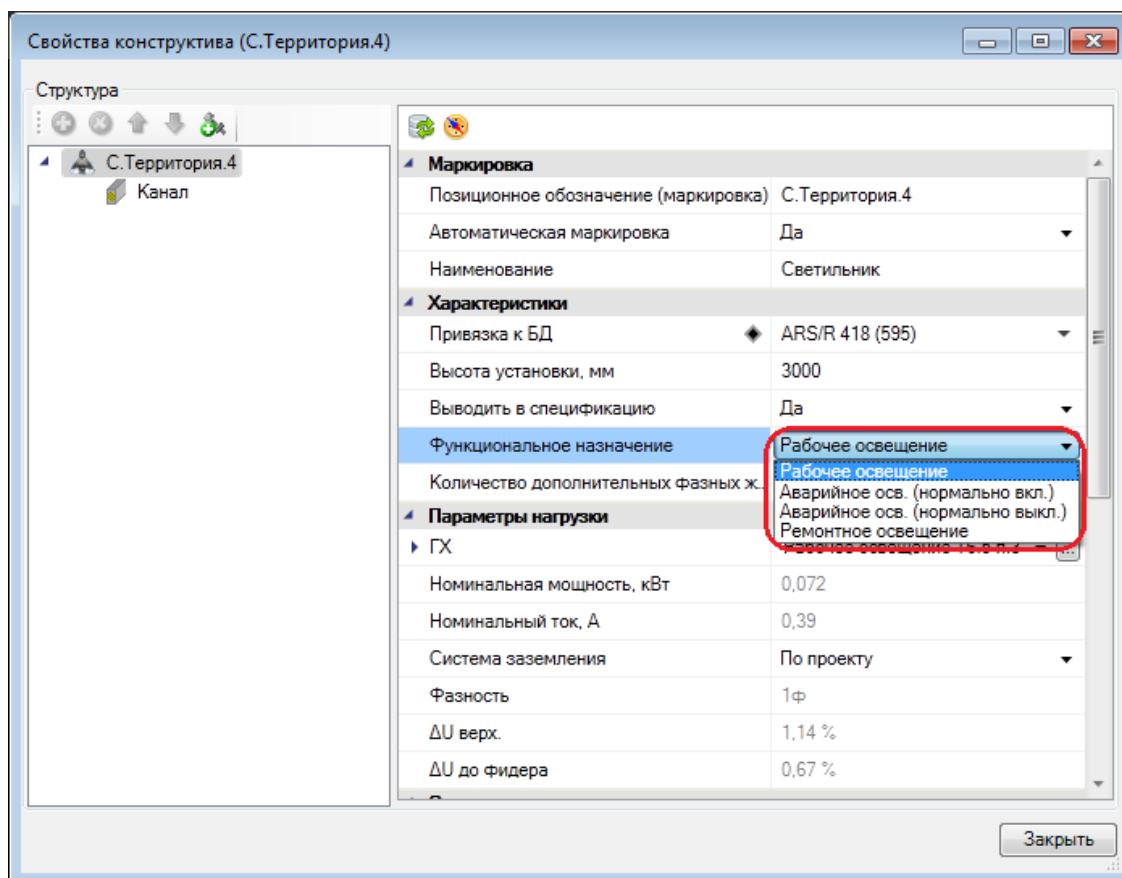 Свойства конструктива (С.Территория.4)
Структура
С.Территория.4
Канал
Маркировка
Позиционное обозначение (маркировка) С.Территория.4
Автоматическая маркировка Да
Наименование Светильник
Характеристики
Привязка к БД ARS/R 418 (595)
Высота установки, мм 3000
Выводить в спецификацию Да
Функциональное назначение Рабочее освещение
Рабочее освещение
Аварийное осв. (нормально вкл.)
Аварийное осв. (нормально выкл.)
Ремонтное освещение
Количество дополнительных фазных ж...
Параметры нагрузки
ГХ
Номинальная мощность, кВт 0,072
Номинальный ток, А 0,39
Система заземления По проекту
Фазность 1ф
ΔU верх. 1,14 %
ΔU до фидера 0,67 %
Закрыть